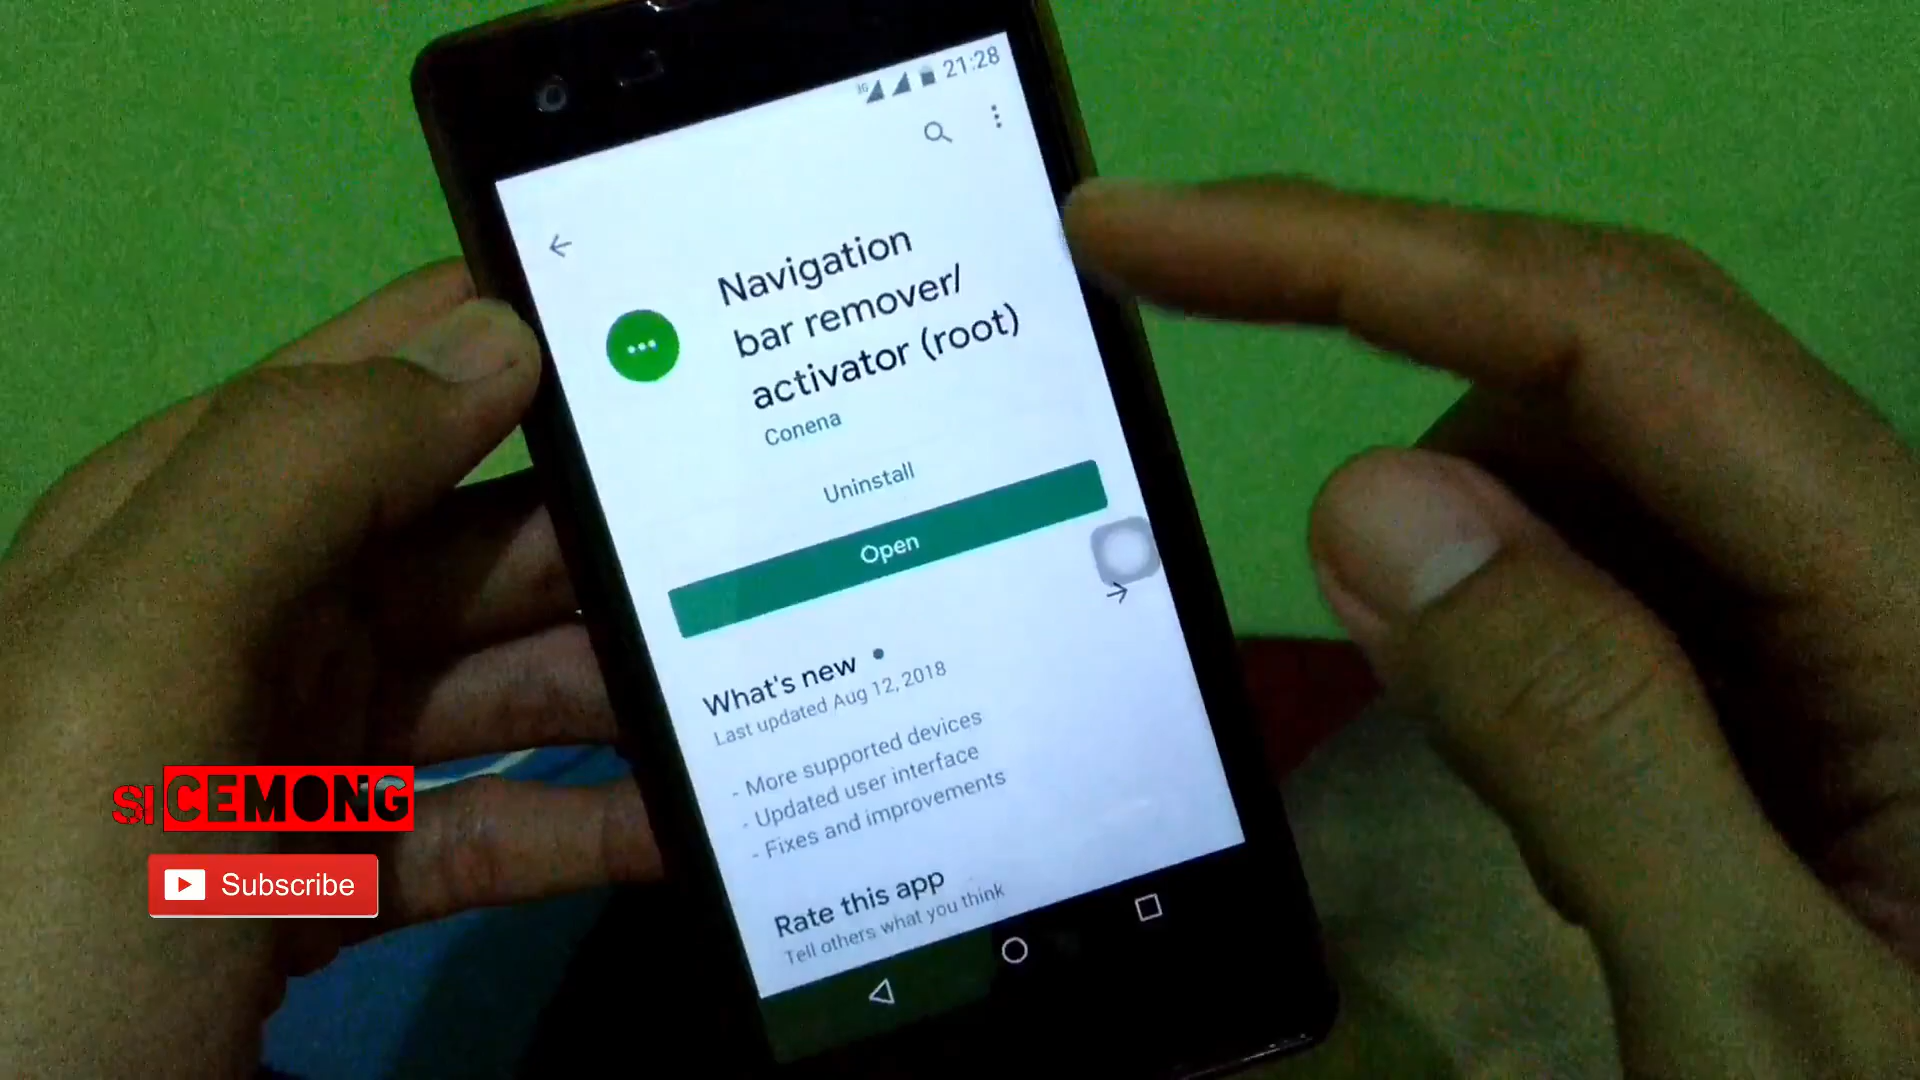 3G 21:28
Navigation
bar remover/
activator (root)
Conena
Uninstall
Open
What's new
Last updated Aug 12, 2018
- More supported devices
- Updated user interface
- Fixes and improvements
Rate this app
Tell others what you think
SI CEMONG
Subscribe